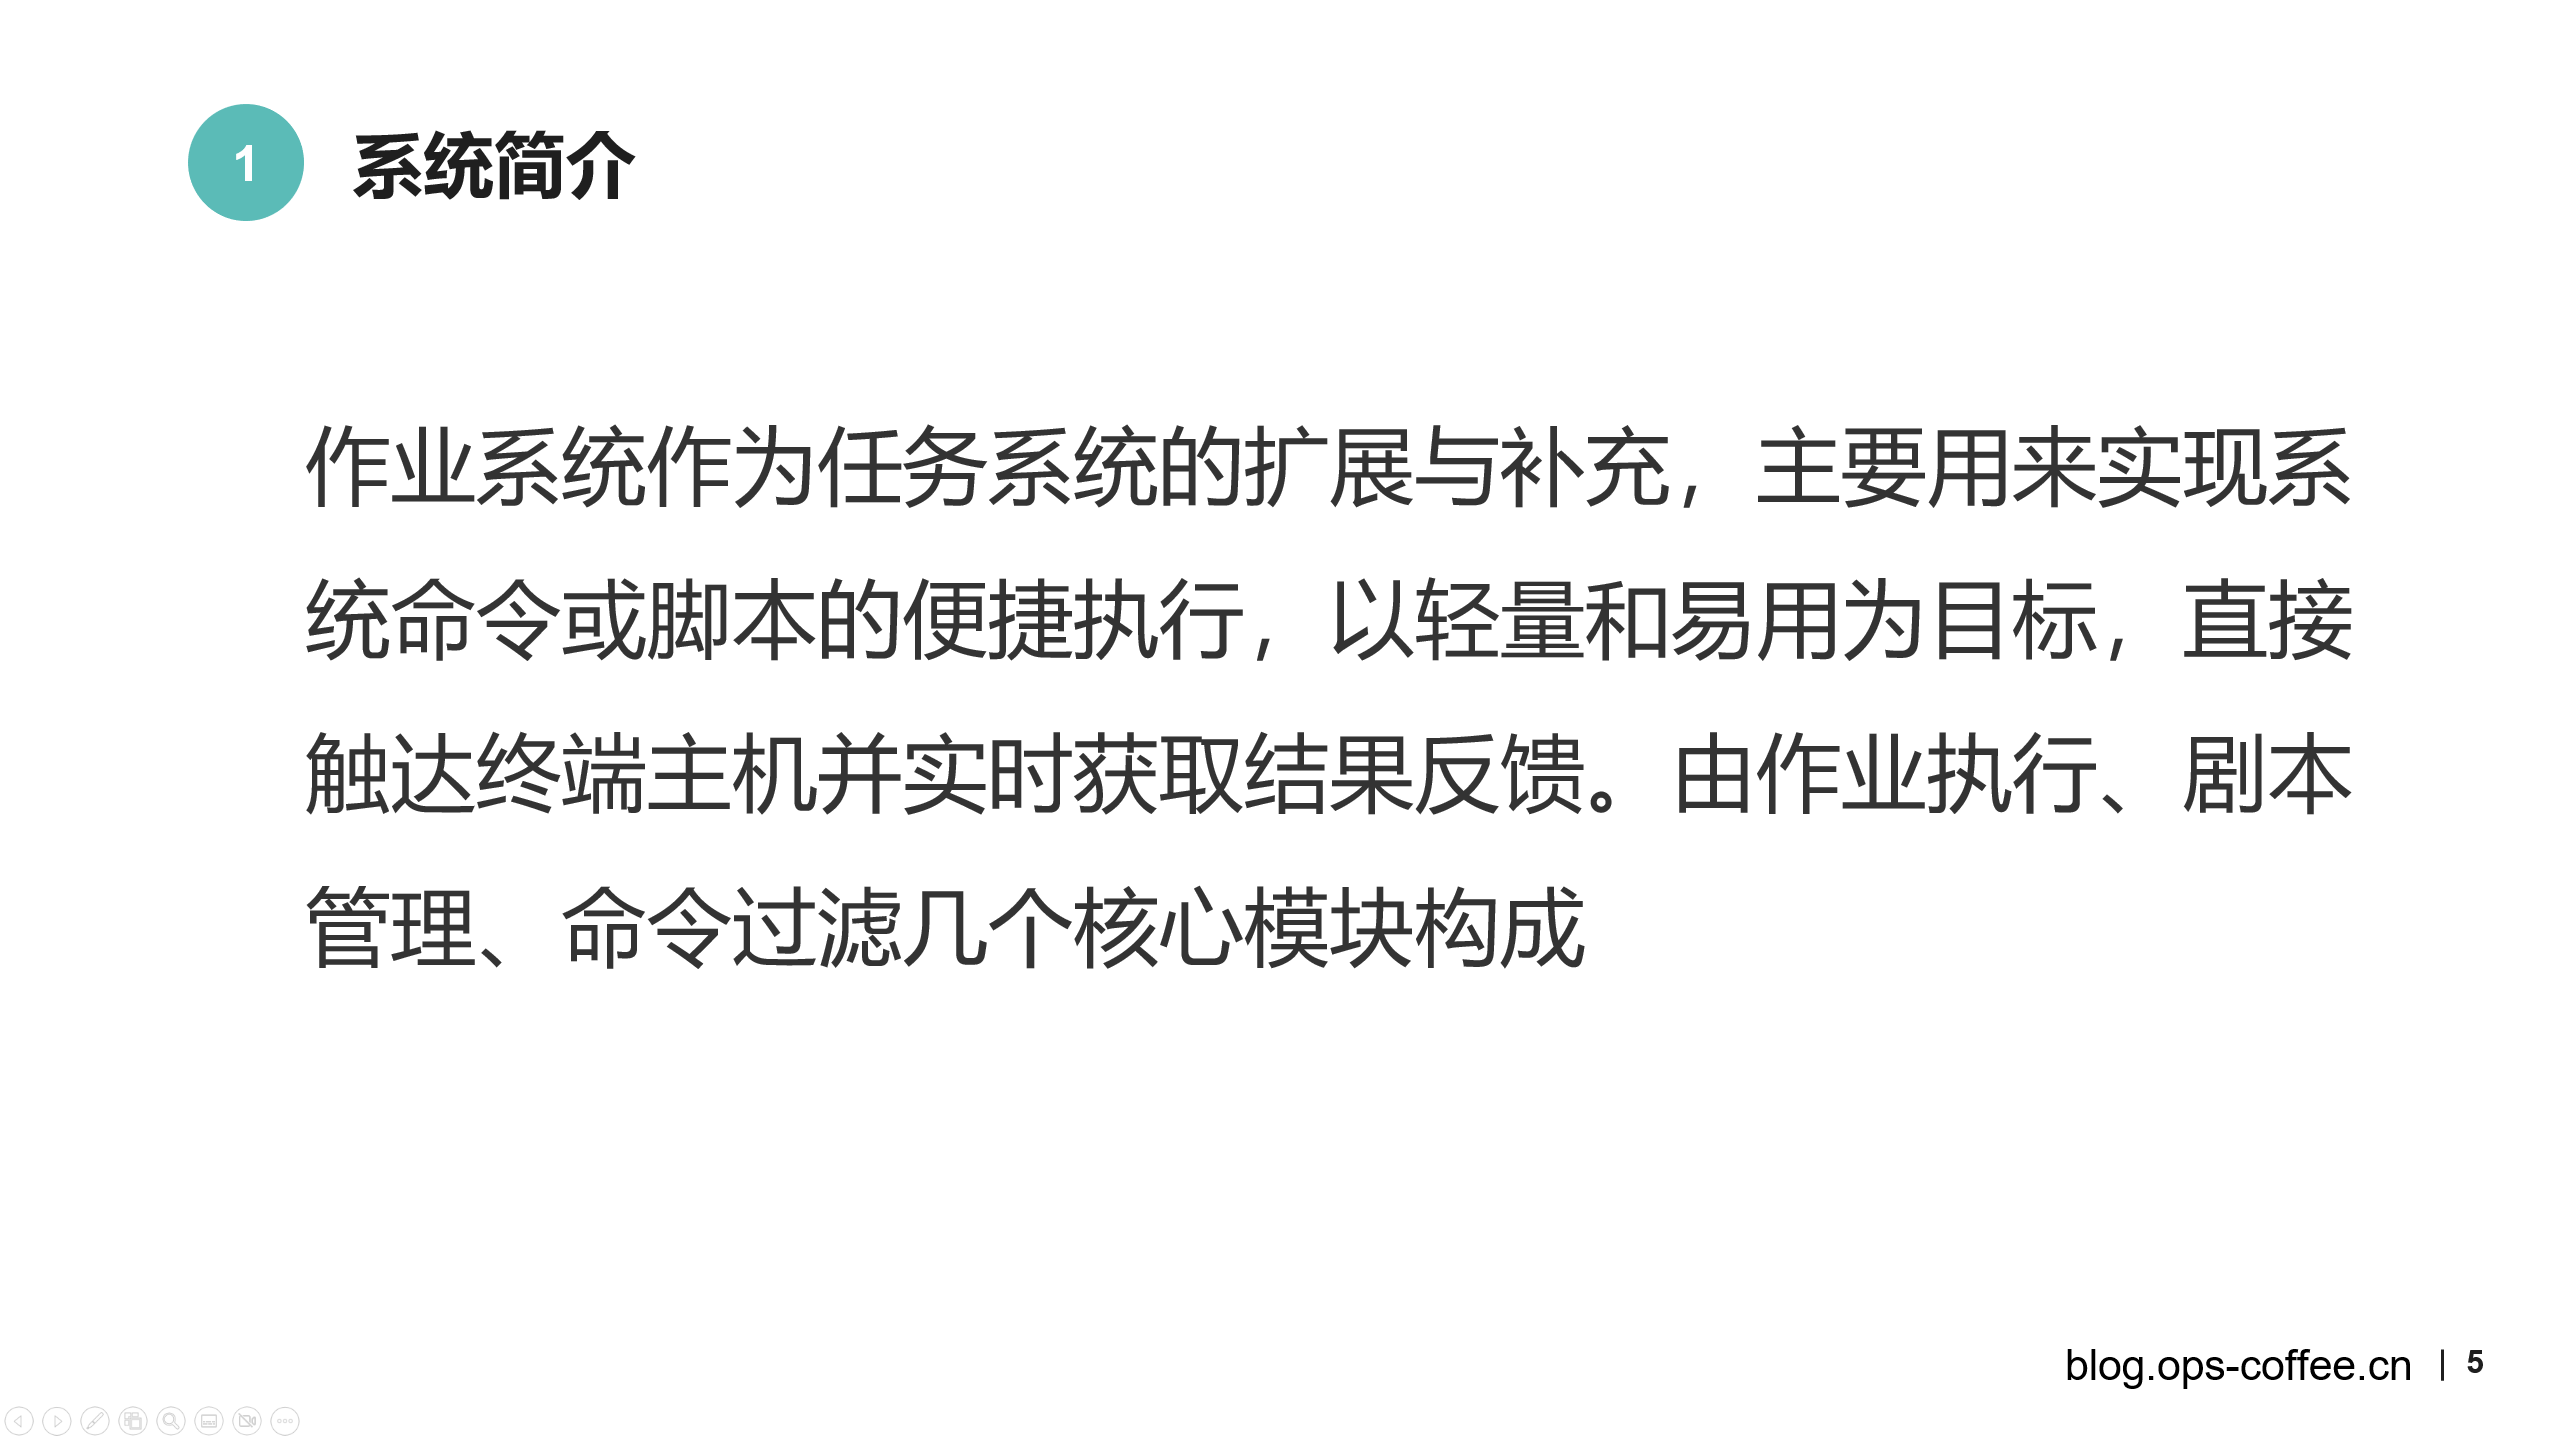 1
系统简介
作业系统作为任务系统的扩展与补充，主要用来实现系
统命令或脚本的便捷执行，以轻量和易用为目标，直接
触达终端主机并实时获取结果反馈。由作业执行、剧本
管理、命令过滤几个核心模块构成
blog.ops-coffee.cn | 5